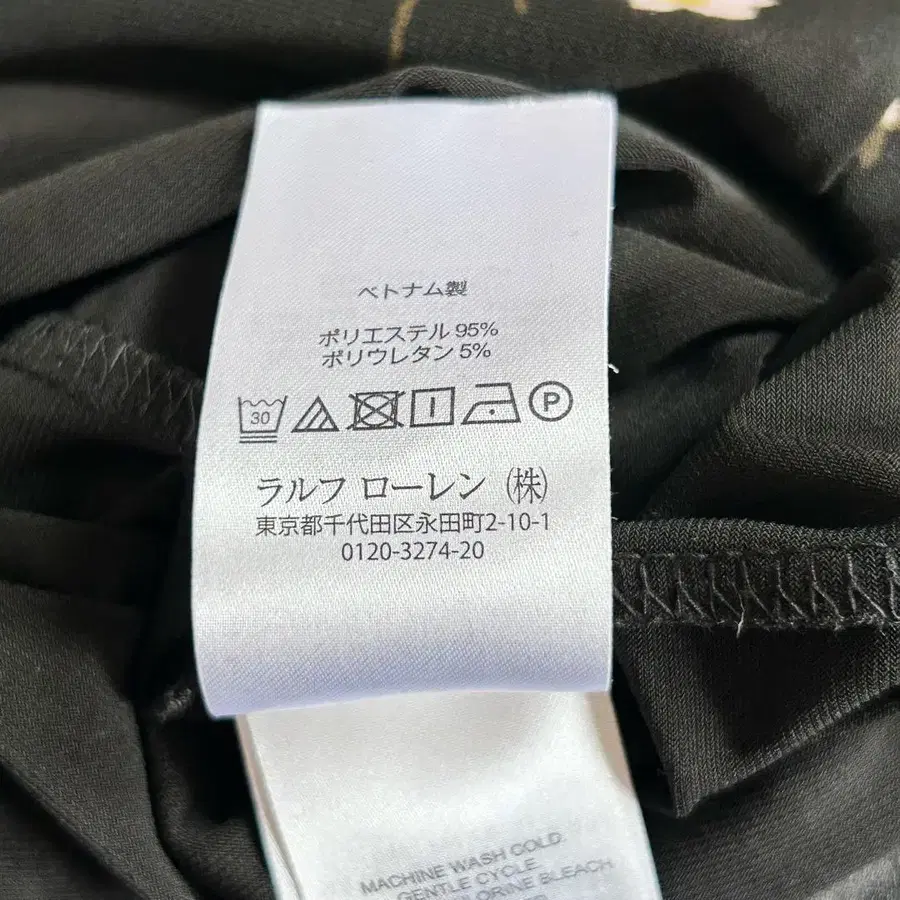 ベトナム製
ポリエステル 95%
ポリウレタン 5%
30 P
ラルフ ローレン (株)
東京都千代田区永田町2-10-1
0120-3274-20
MACHINE WASH COLD
GENTLE CYCLE
BLEACH